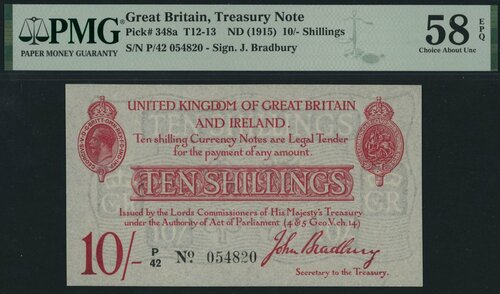 PMG
PAPER MONEY GUARANTY
Great Britain, Treasury Note
Pick# 348a T12-13 ND (1915) 10/- Shillings
S/N P/42 054820 - Sign. J. Bradbury
58 EPQ
Choice About Unc
UNITED KINGDOM OF GREAT BRITAIN
AND IRELAND.
Ten shilling Currency Notes are Legal Tender
for the payment of any amount.
TEN SHILLINGS
Issued by the Lords Commissioners of His Majesty's Treasury
under the Authority of Act of Parliament (4 & 5 Geo.V. ch.14)
10/- P/42 No. 054820 John Bradbury
Secretary to the Treasury.